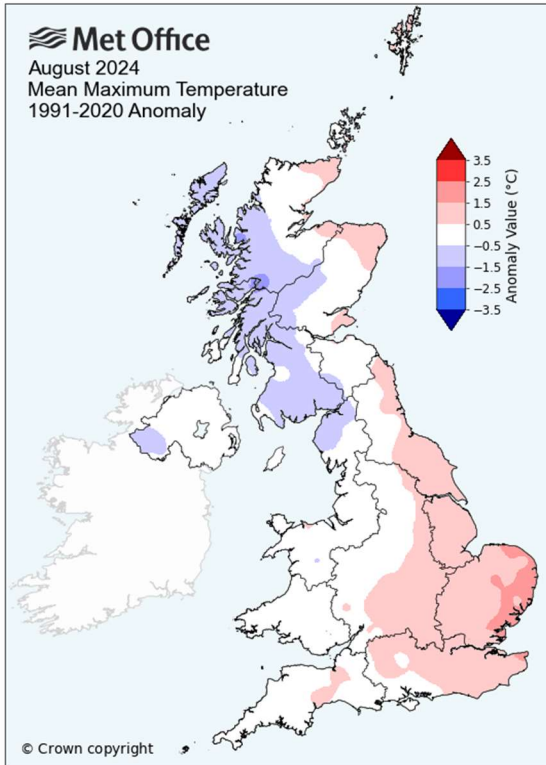 Met Office
August 2024
Mean Maximum Temperature
1991-2020 Anomaly
3.5
2.5
1.5
0.5
−0.5
−1.5
−2.5
−3.5
Anomaly Value (°C)
© Crown copyright